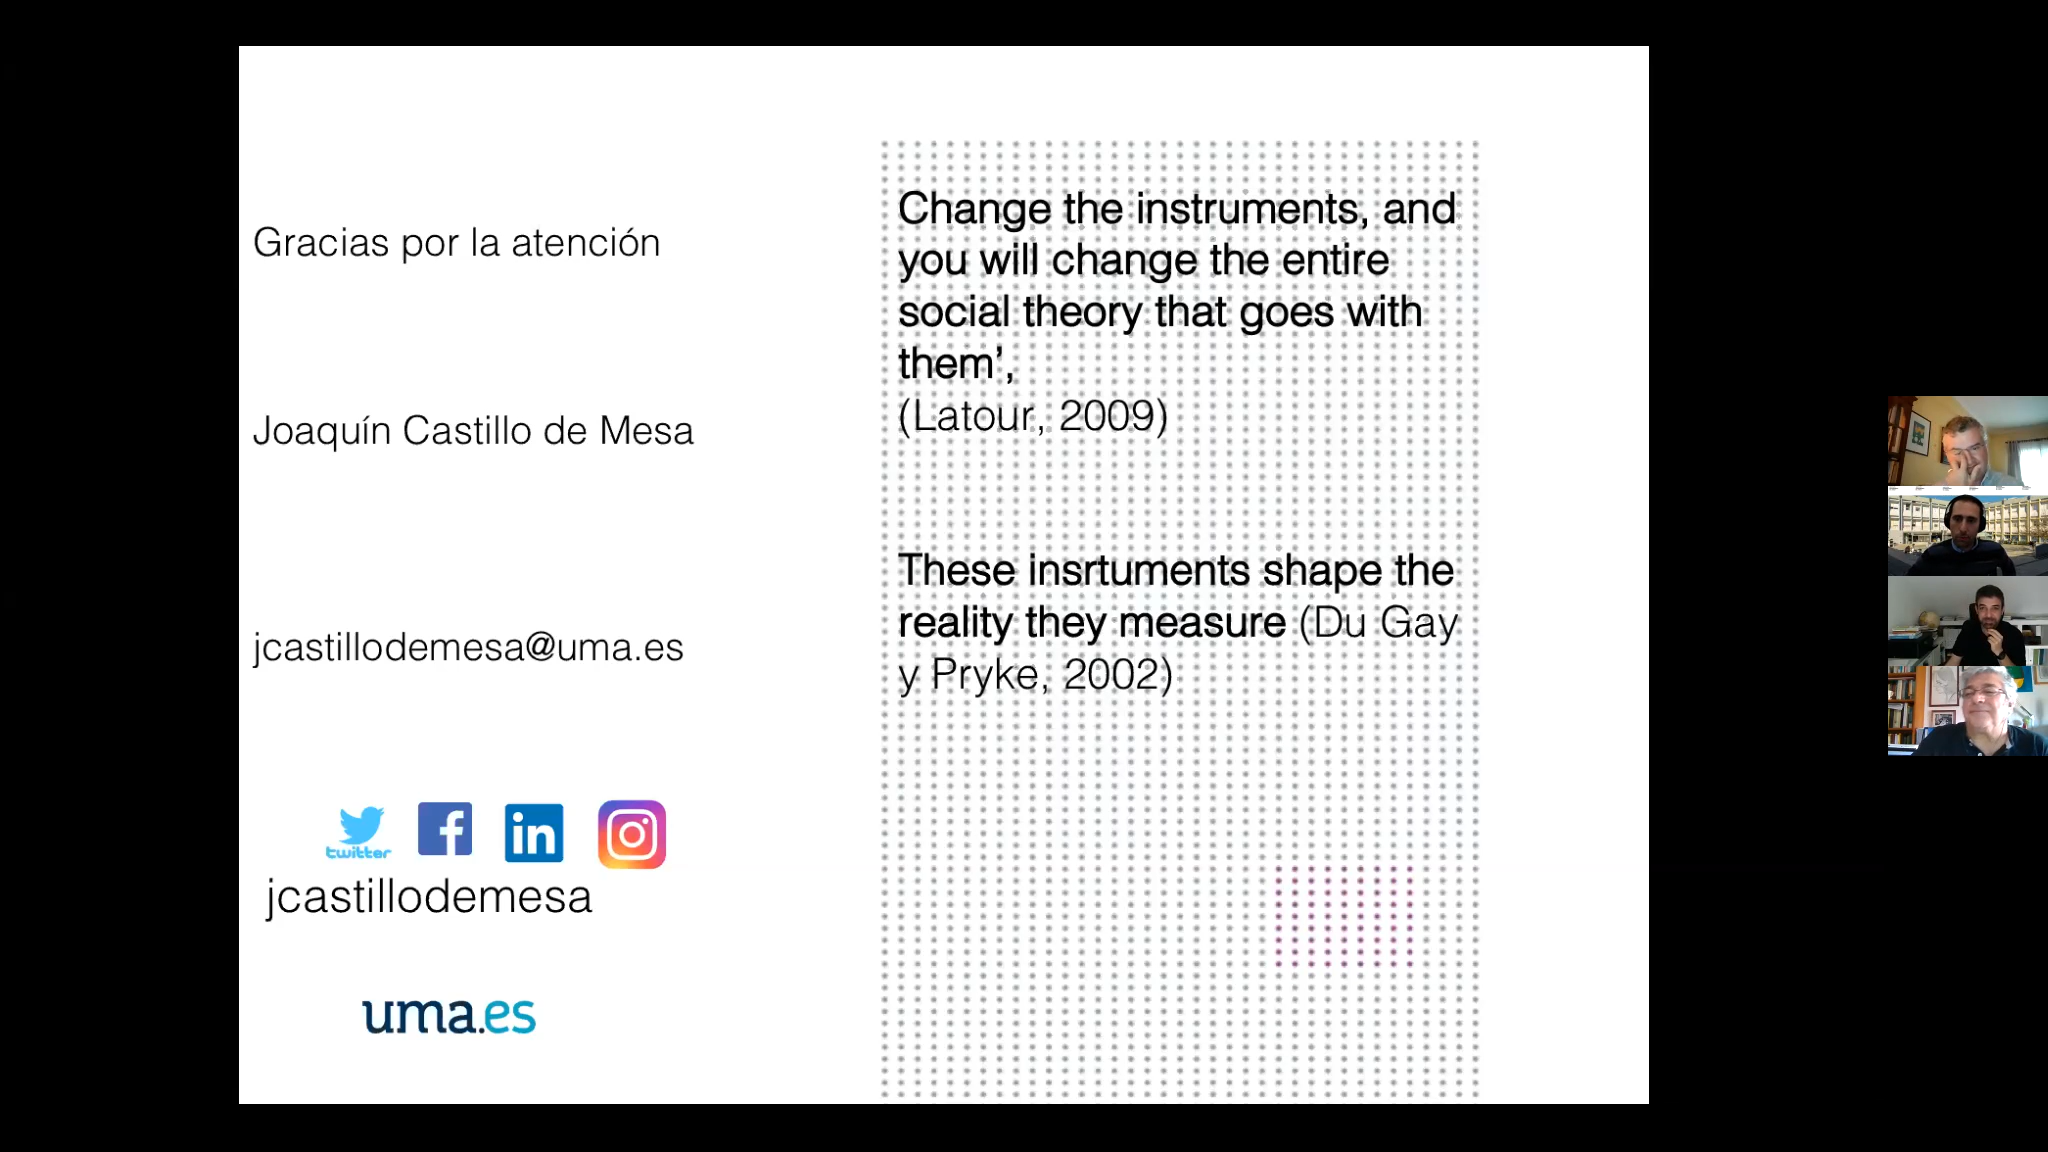 Gracias por la atención
Joaquín Castillo de Mesa
jcastillodemesa@uma.es
twitter
f
in
jcastillodemesa
uma.es
Change the instruments, and
you will change the entire
social theory that goes with
them’,
(Latour, 2009)
These insrtuments shape the
reality they measure (Du Gay
y Pryke, 2002)